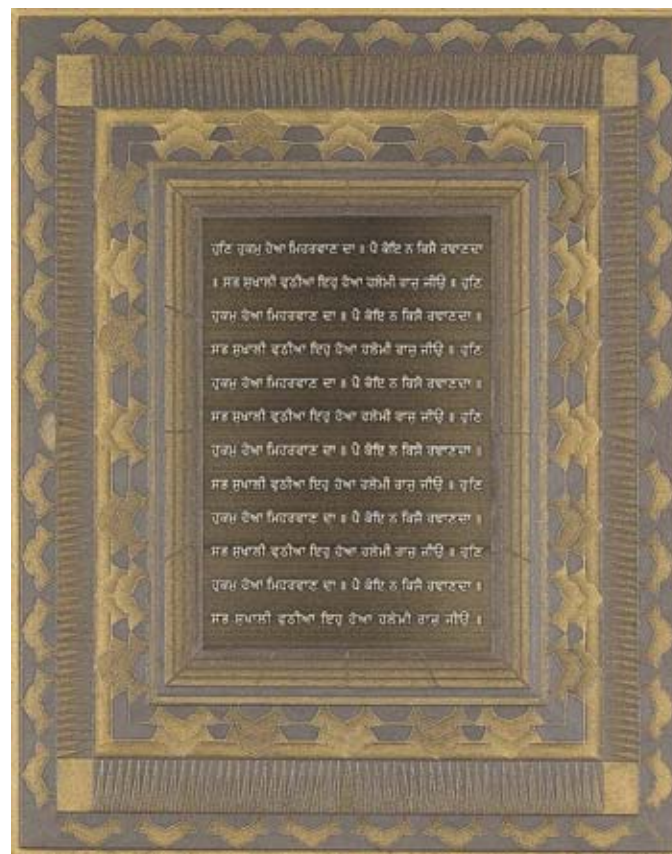 ਹੁਣਿ ਹੁਕਮੁ ਹੋਆ ਮਿਹਰਵਾਣ ਦਾ ॥ ਪੈ ਕੋਇ ਨ ਕਿਸੈ ਰਞਾਣਦਾ
॥ ਸਭ ਸੁਖਾਲੀ ਵੁਠੀਆ ਇਹੁ ਹੋਆ ਹਲੇਮੀ ਰਾਜੁ ਜੀਉ ॥ ਹੁਣਿ
ਹੁਕਮੁ ਹੋਆ ਮਿਹਰਵਾਣ ਦਾ ॥ ਪੈ ਕੋਇ ਨ ਕਿਸੈ ਰਞਾਣਦਾ ॥
ਸਭ ਸੁਖਾਲੀ ਵੁਠੀਆ ਇਹੁ ਹੋਆ ਹਲੇਮੀ ਰਾਜੁ ਜੀਉ ॥ ਹੁਣਿ
ਹੁਕਮੁ ਹੋਆ ਮਿਹਰਵਾਣ ਦਾ ॥ ਪੈ ਕੋਇ ਨ ਕਿਸੈ ਰਞਾਣਦਾ ॥
ਸਭ ਸੁਖਾਲੀ ਵੁਠੀਆ ਇਹੁ ਹੋਆ ਹਲੇਮੀ ਰਾਜੁ ਜੀਉ ॥ ਹੁਣਿ
ਹੁਕਮੁ ਹੋਆ ਮਿਹਰਵਾਣ ਦਾ ॥ ਪੈ ਕੋਇ ਨ ਕਿਸੈ ਰਞਾਣਦਾ ॥
ਸਭ ਸੁਖਾਲੀ ਵੁਠੀਆ ਇਹੁ ਹੋਆ ਹਲੇਮੀ ਰਾਜੁ ਜੀਉ ॥ ਹੁਣਿ
ਹੁਕਮੁ ਹੋਆ ਮਿਹਰਵਾਣ ਦਾ ॥ ਪੈ ਕੋਇ ਨ ਕਿਸੈ ਰਞਾਣਦਾ ॥
ਸਭ ਸੁਖਾਲੀ ਵੁਠੀਆ ਇਹੁ ਹੋਆ ਹਲੇਮੀ ਰਾਜੁ ਜੀਉ ॥ ਹੁਣਿ
ਹੁਕਮੁ ਹੋਆ ਮਿਹਰਵਾਣ ਦਾ ॥ ਪੈ ਕੋਇ ਨ ਕਿਸੈ ਰਞਾਣਦਾ ॥
ਸਭ ਸੁਖਾਲੀ ਵੁਠੀਆ ਇਹੁ ਹੋਆ ਹਲੇਮੀ ਰਾਜੁ ਜੀਉ ॥